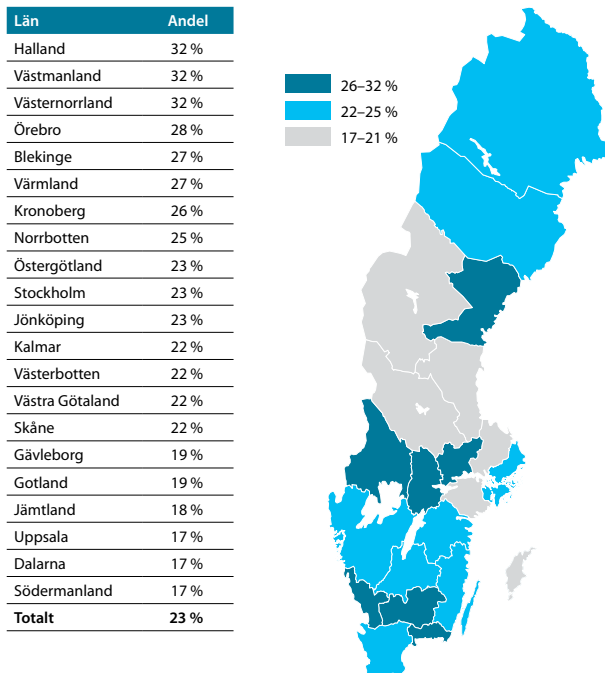 Län Andel
Halland 32 %
Västmanland 32 %
Västernorrland 32 %
Örebro 28 %
Blekinge 27 %
Värmland 27 %
Kronoberg 26 %
Norrbotten 25 %
Östergötland 23 %
Stockholm 23 %
Jönköping 23 %
Kalmar 22 %
Västerbotten 22 %
Västra Götaland 22 %
Skåne 22 %
Gävleborg 19 %
Gotland 19 %
Jämtland 18 %
Uppsala 17 %
Dalarna 17 %
Södermanland 17 %
Totalt 23 %
26–32 %
22–25 %
17–21 %